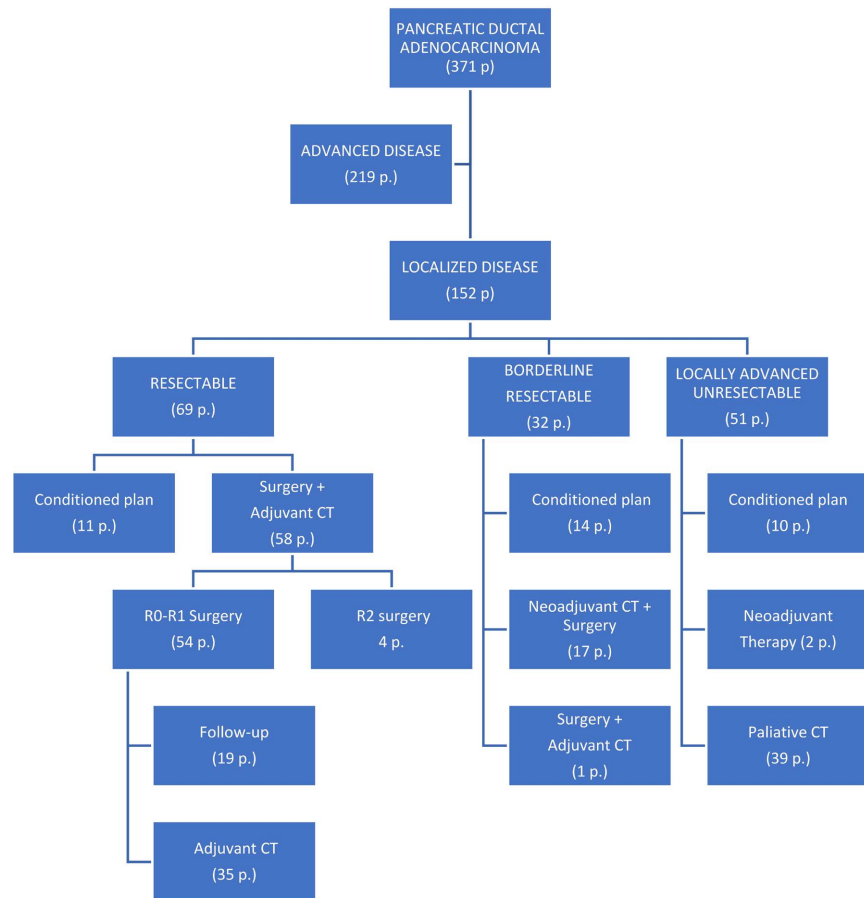 PANCREATIC DUCTAL
ADENOCARCINOMA
(371 p)
ADVANCED DISEASE
(219 p.)
LOCALIZED DISEASE
(152 p)
RESECTABLE
(69 p.)
BORDERLINE
RESECTABLE
(32 p.)
LOCALLY ADVANCED
UNRESECTABLE
(51 p.)
Conditioned plan
(11 p.)
Surgery +
Adjuvant CT
(58 p.)
Conditioned plan
(14 p.)
Conditioned plan
(10 p.)
R0-R1 Surgery
(54 p.)
R2 surgery
4 p.
Neoadjuvant CT +
Surgery
(17 p.)
Neoadjuvant
Therapy (2 p.)
Follow-up
(19 p.)
Surgery +
Adjuvant CT
(1 p.)
Paliative CT
(39 p.)
Adjuvant CT
(35 p.)